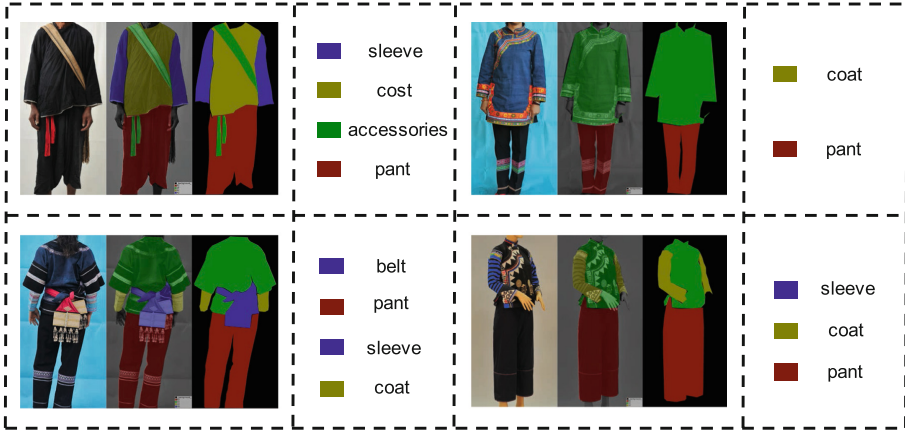 sleeve
cost
accessories
pant
coat
pant
belt
pant
sleeve
coat
sleeve
coat
pant